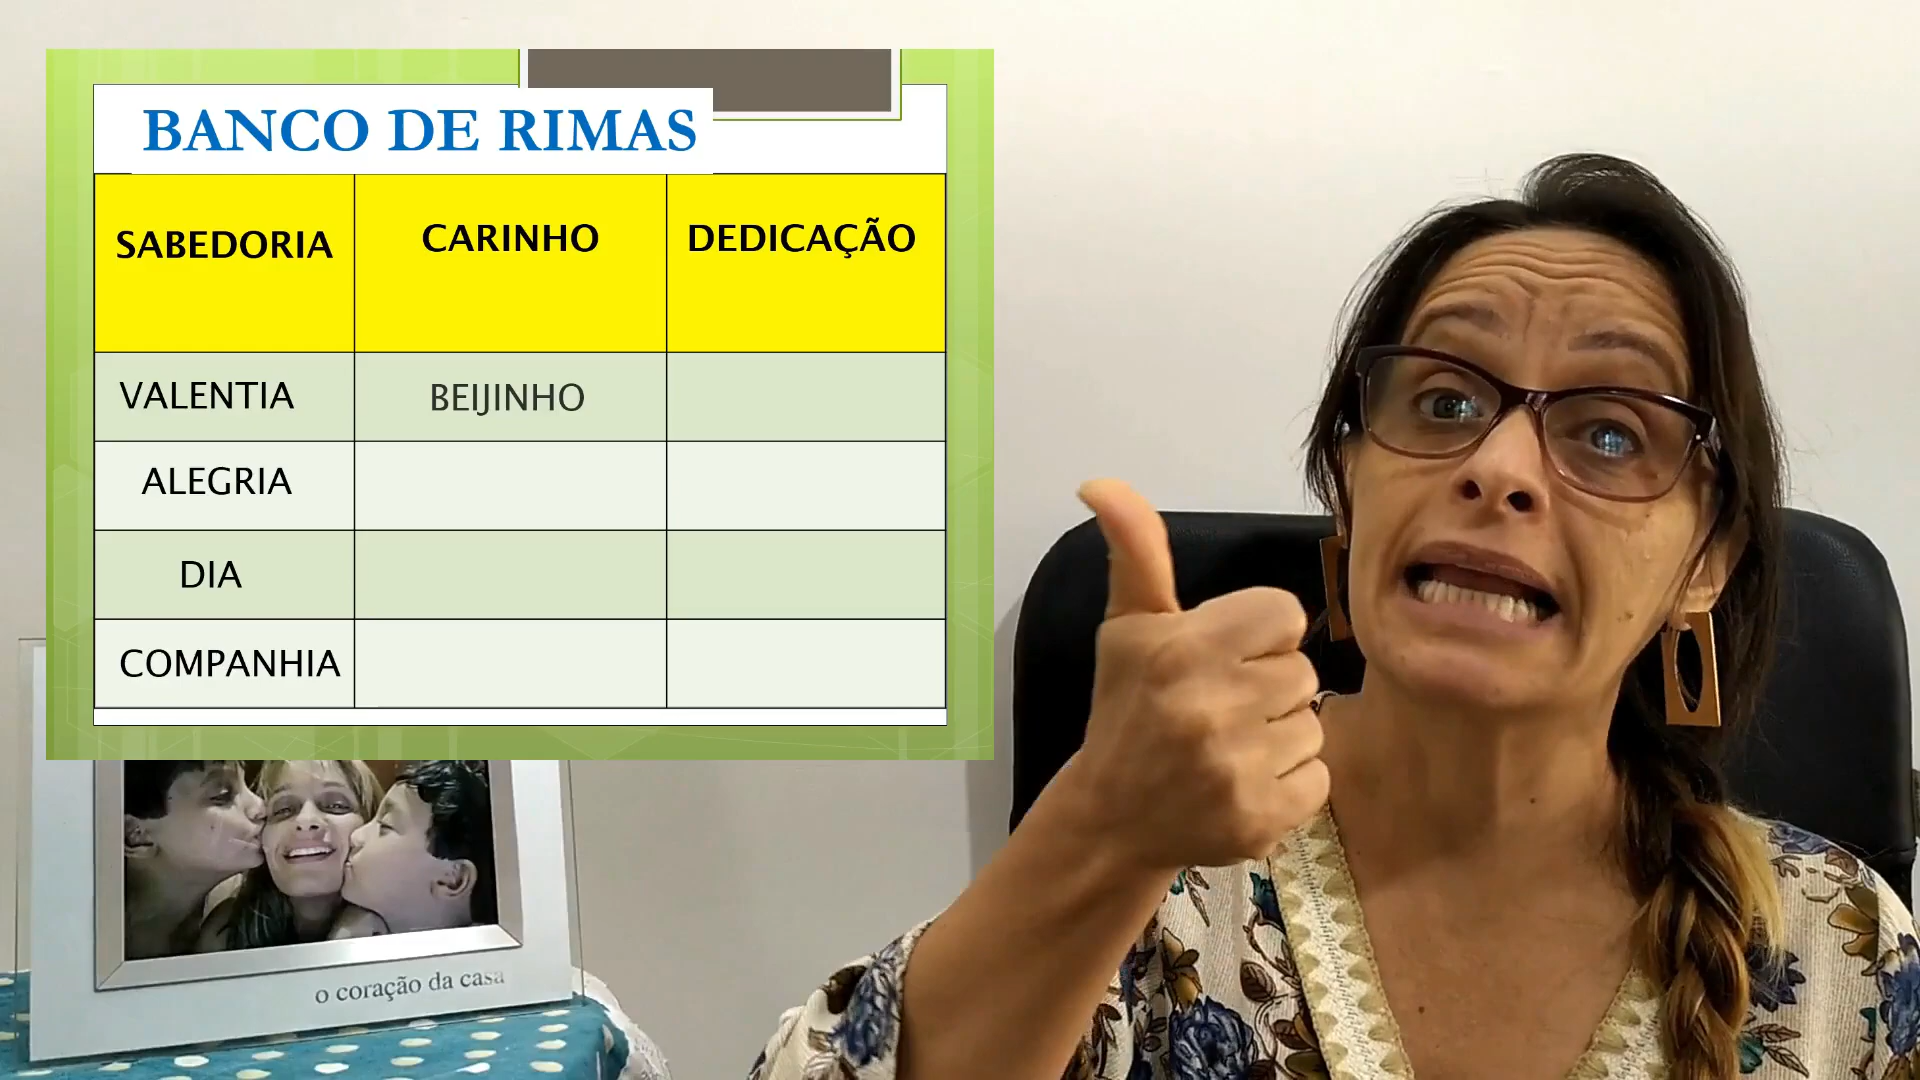 BANCO DE RIMAS
SABEDORIA CARINHO DEDICAÇÃO
VALENTIA BEIJINHO
ALEGRIA
DIA
COMPANHIA
o coração da casa